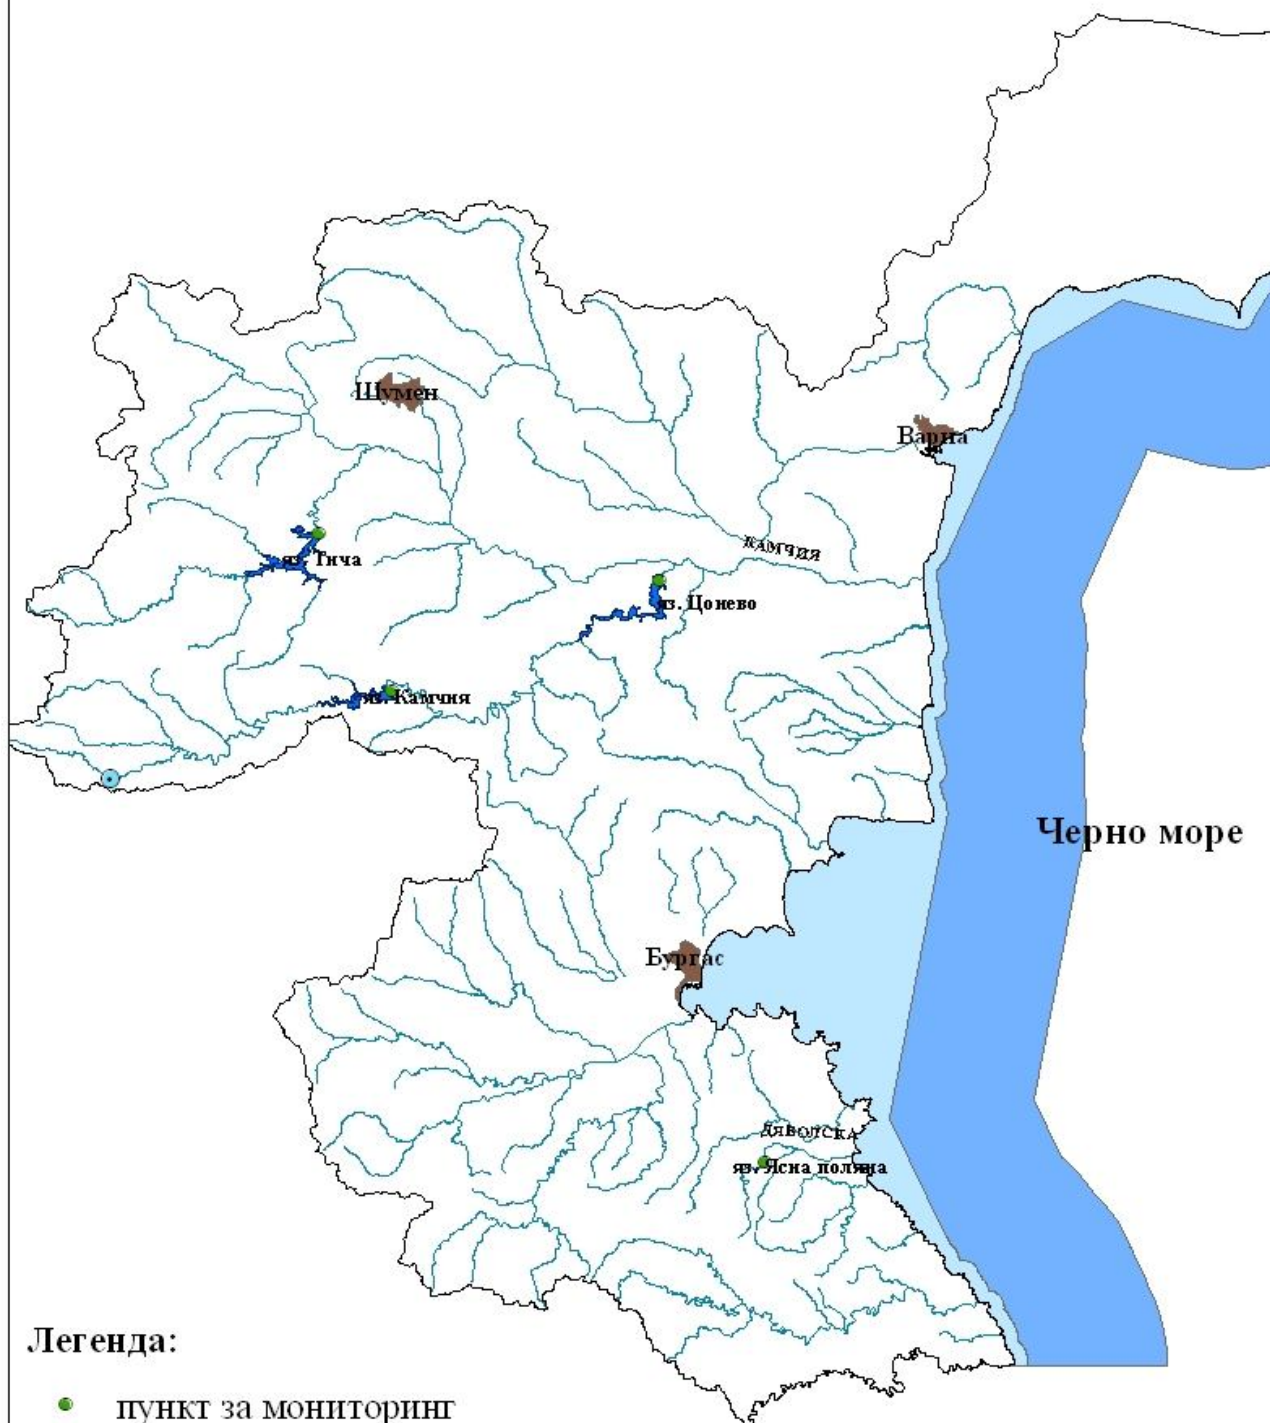 Шумен
Варна
КАМЧИЯ
яз. Тича
яз. Цонево
яз. Камчия
Черно море
Бургас
ДЯВОЛСКА
яз. Ясна поляна
Легенда:
пункт за мониторинг